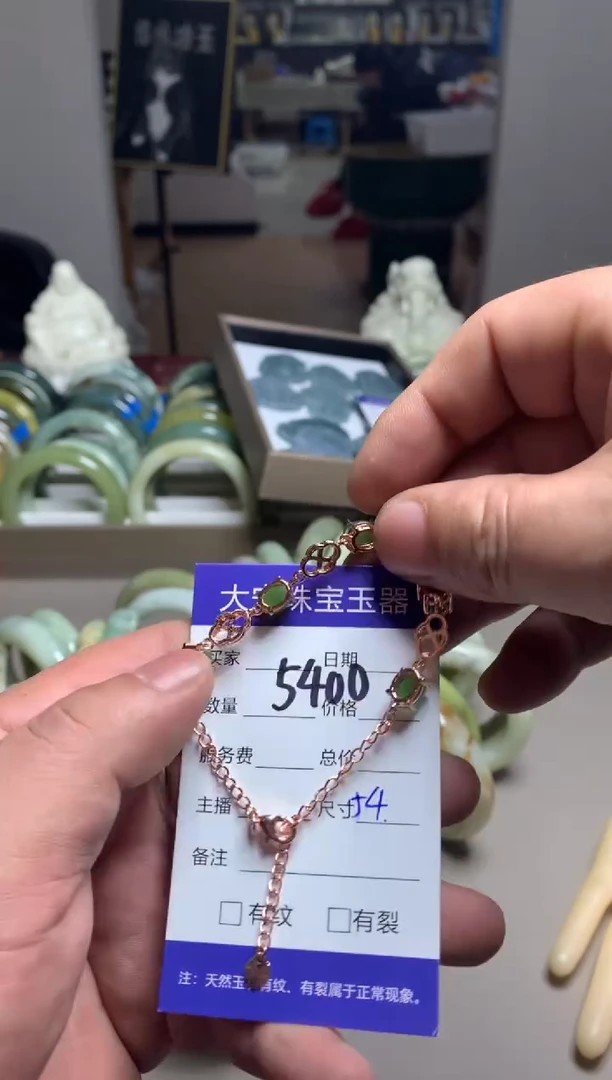 珠宝玉器
买家 日期
5400
数量 价格
服务费 总价
主播 尺寸 54.
备注
□有纹 □有裂
注：天然玉 有纹、有裂属于正常现象。